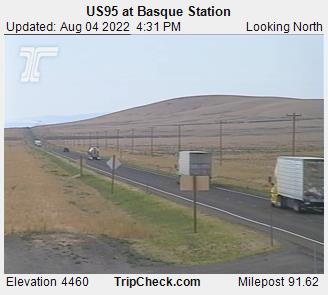 US95 at Basque Station
Updated: Aug 04 2022 4:31 PM Looking North
Elevation 4460 TripCheck.com Milepost 91.62